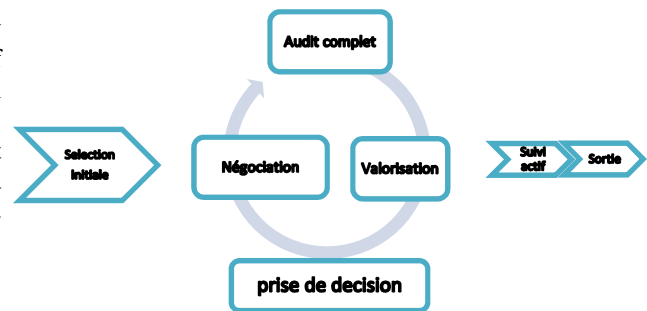 Audit complet
Selection
initiale
Négociation
Valorisation
Suivi
actif
Sortie
prise de decision